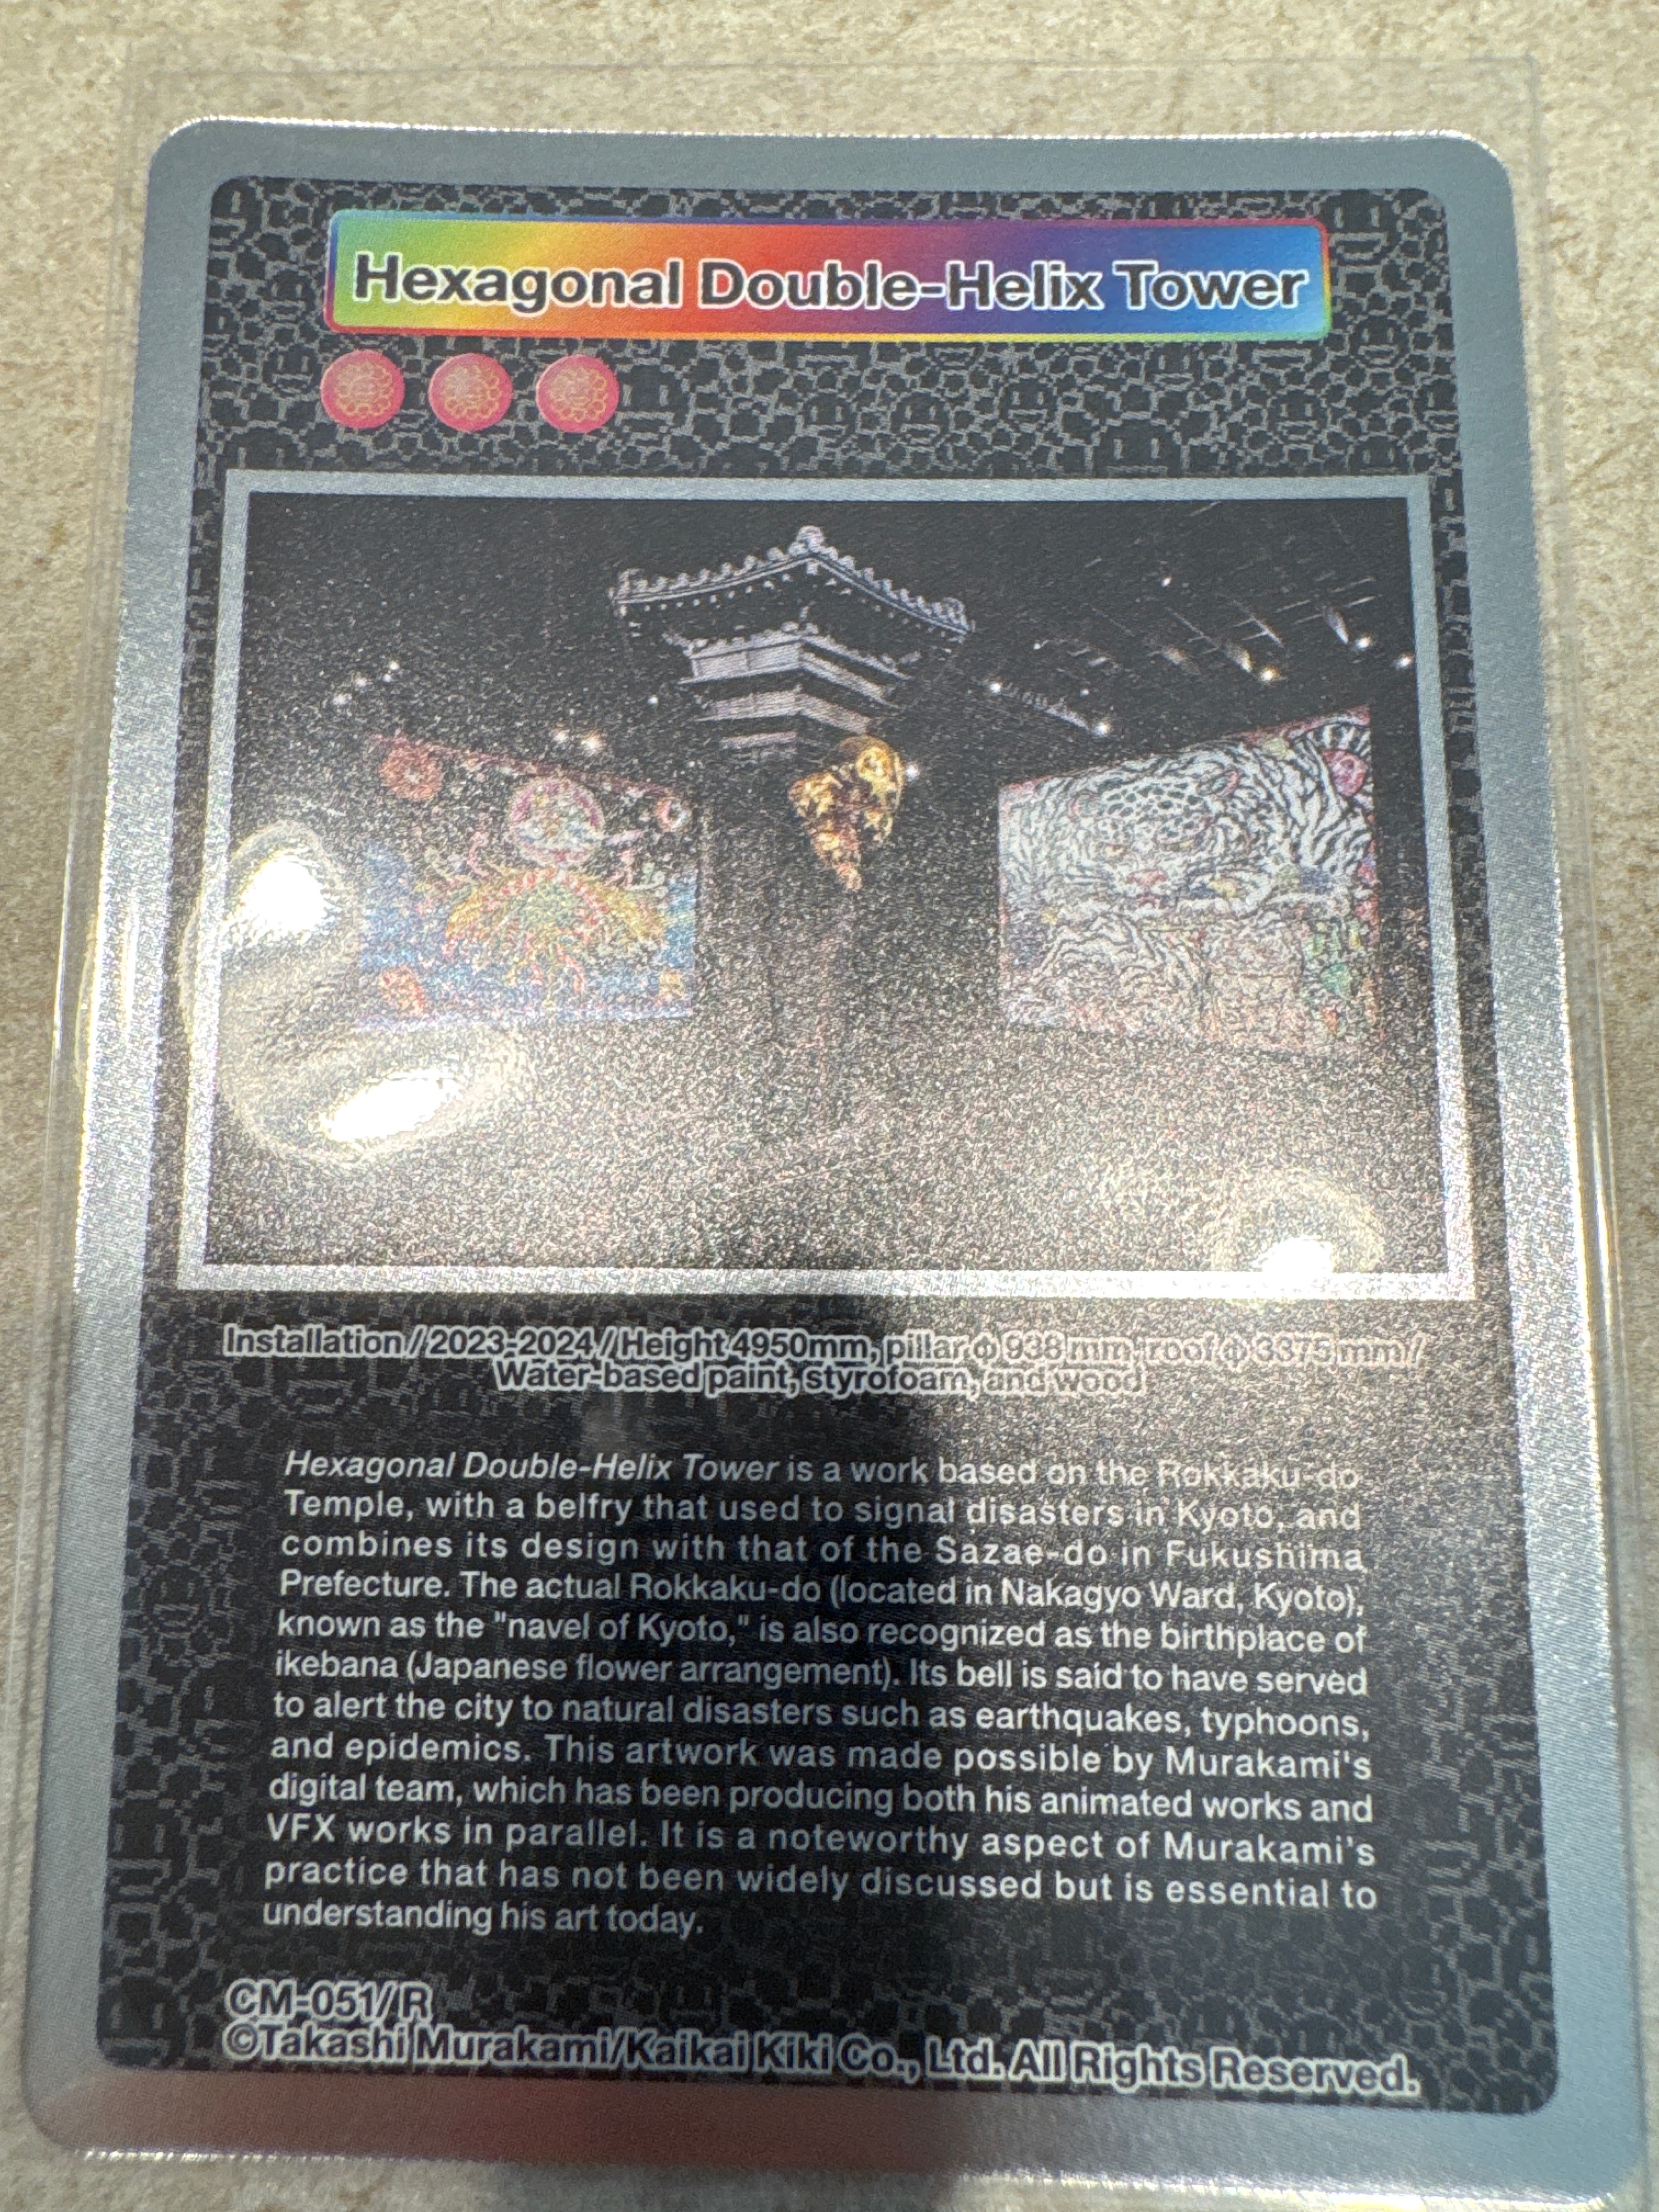 Hexagonal Double-Helix Tower
Installation / 2023-2024 / Height 4950mm, pillar ϕ 938 mm, roof ϕ 3375 mm /
Water-based paint, styrofoam, and wood
Hexagonal Double-Helix Tower is a work based on the Rokkaku-do
Temple, with a belfry that used to signal disasters in Kyoto, and
combines its design with that of the Sazae-do in Fukushima
Prefecture. The actual Rokkaku-do (located in Nakagyo Ward, Kyoto),
known as the "navel of Kyoto," is also recognized as the birthplace of
ikebana (Japanese flower arrangement). Its bell is said to have served
to alert the city to natural disasters such as earthquakes, typhoons,
and epidemics. This artwork was made possible by Murakami's
digital team, which has been producing both his animated works and
VFX works in parallel. It is a noteworthy aspect of Murakami's
practice that has not been widely discussed but is essential to
understanding his art today.
CM-051/ R
©Takashi Murakami/Kaikai Kiki Co., Ltd. All Rights Reserved.